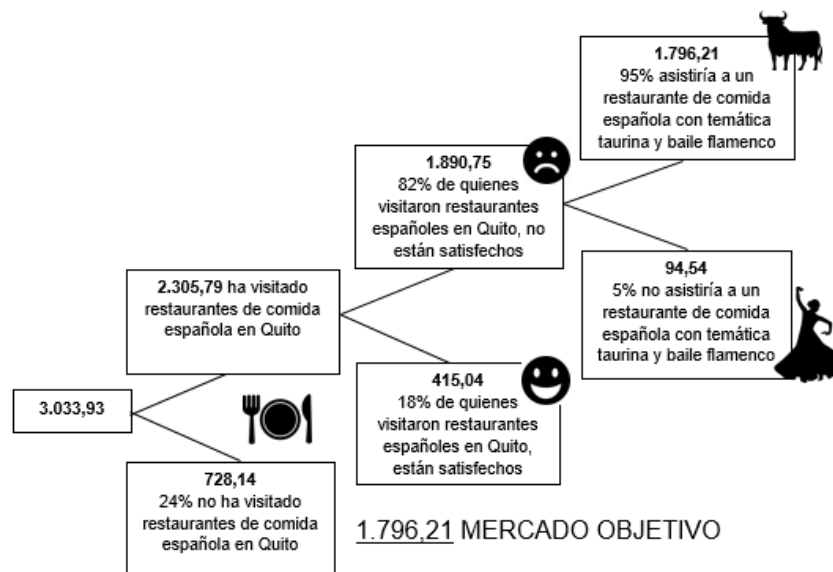 1.796,21
95% asistiría a un
restaurante de comida
española con temática
taurina y baile flamenco
1.890,75
82% de quienes
visitaron restaurantes
españoles en Quito, no
están satisfechos
2.305,79 ha visitado
restaurantes de comida
española en Quito
94,54
5% no asistiría a un
restaurante de comida
española con temática
taurina y baile flamenco
3.033,93
415,04
18% de quienes
visitaron restaurantes
españoles en Quito,
están satisfechos
728,14
24% no ha visitado
restaurantes de comida
española en Quito
1.796,21 MERCADO OBJETIVO